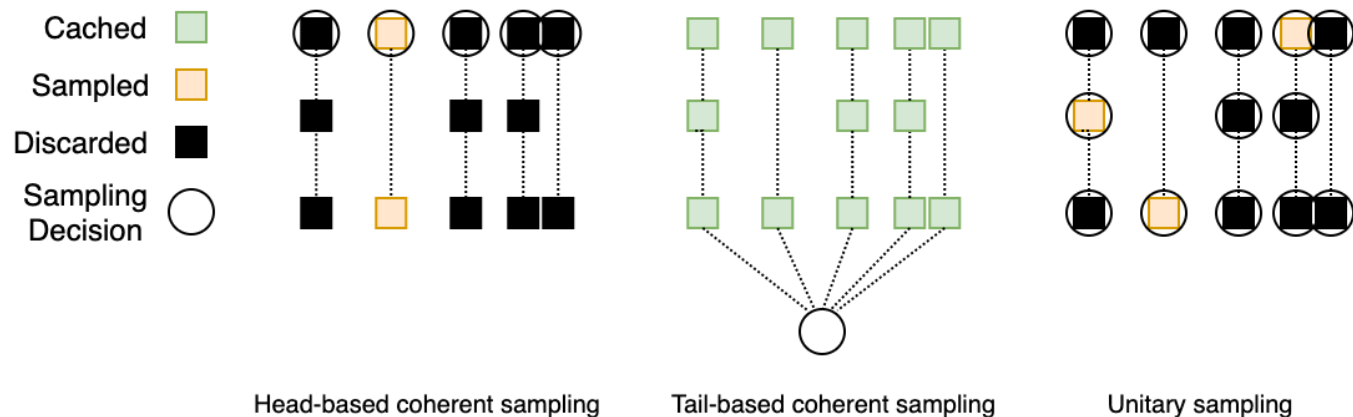 Cached
Sampled
Discarded
Sampling
Decision
Head-based coherent sampling
Tail-based coherent sampling
Unitary sampling